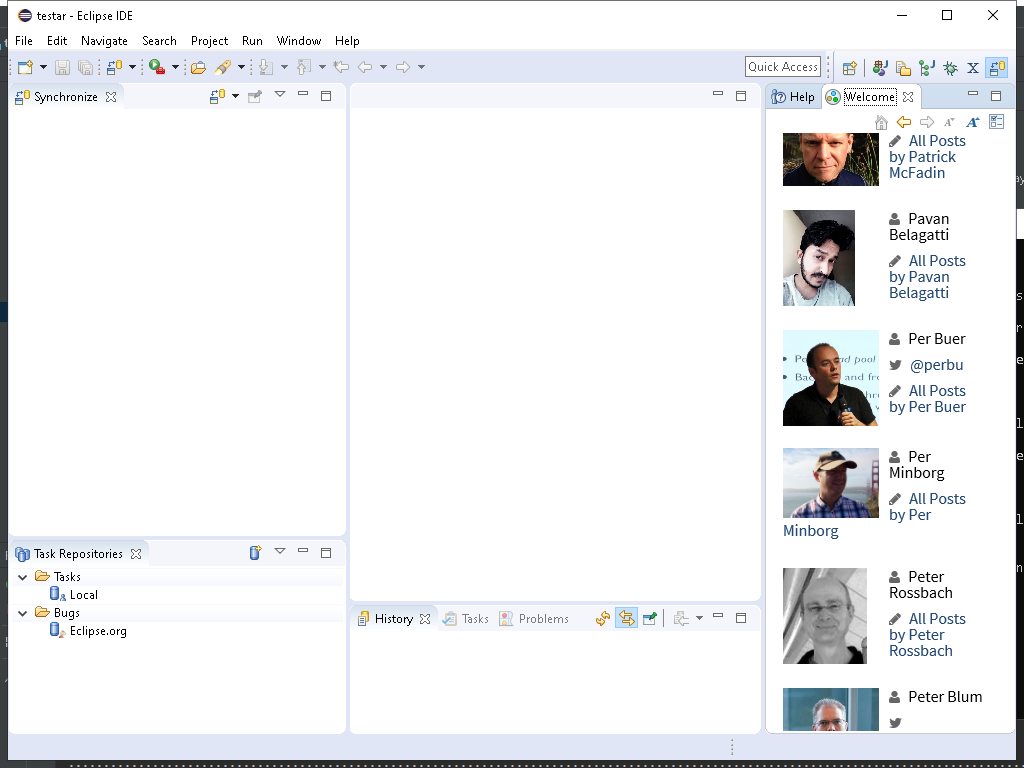 testar - Eclipse IDE
File Edit Navigate Search Project Run Window Help
Quick Access
Synchronize
Help Welcome
All Posts
by Patrick
McFadin
Pavan
Belagatti
All Posts
by Pavan
Belagatti
Per Buer
@perbu
All Posts
by Per Buer
Per
Minborg
All Posts
by Per
Minborg
Peter
Rossbach
All Posts
by Peter
Rossbach
Peter Blum
Task Repositories
Tasks
Local
Bugs
Eclipse.org
History Tasks Problems